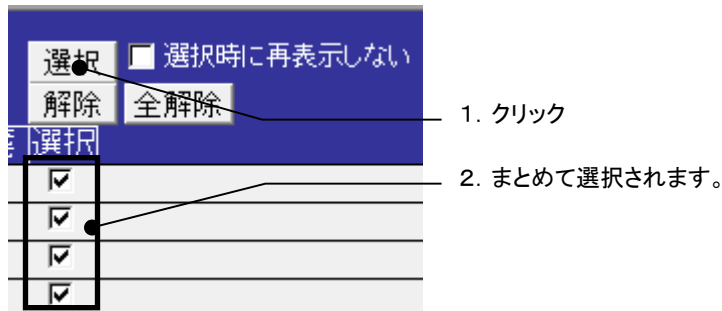 選択 選択時に再表示しない
解除 全解除
選択
1. クリック
2. まとめて選択されます。